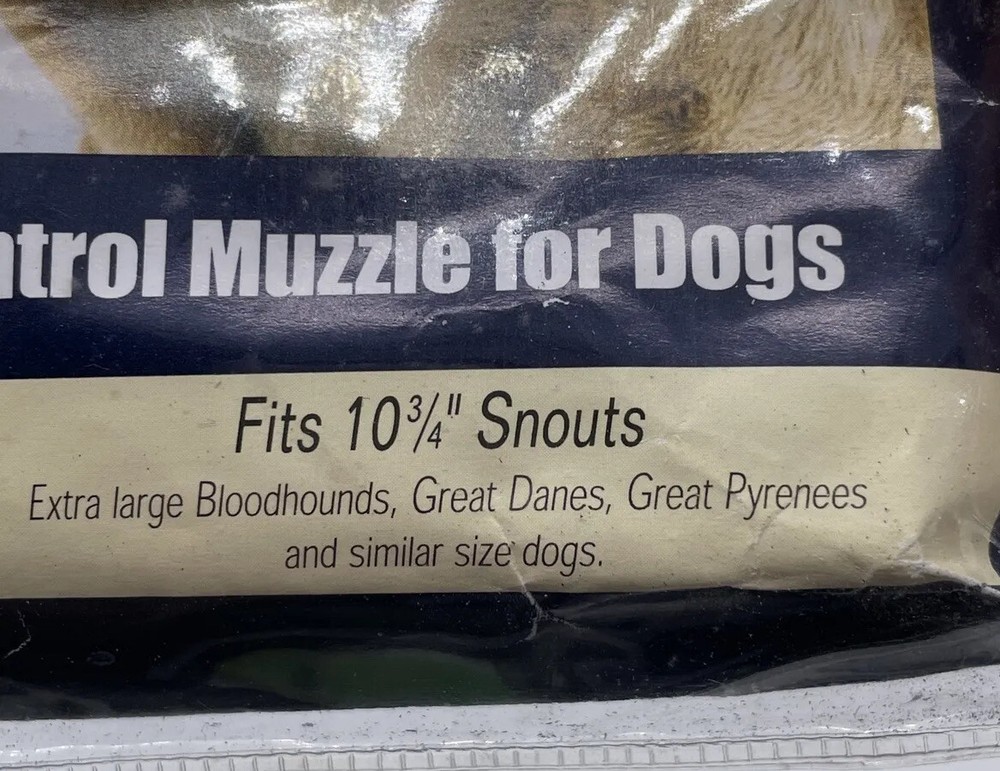 ntrol Muzzle for Dogs
Fits 10¾" Snouts
Extra large Bloodhounds, Great Danes, Great Pyrenees
and similar size dogs.